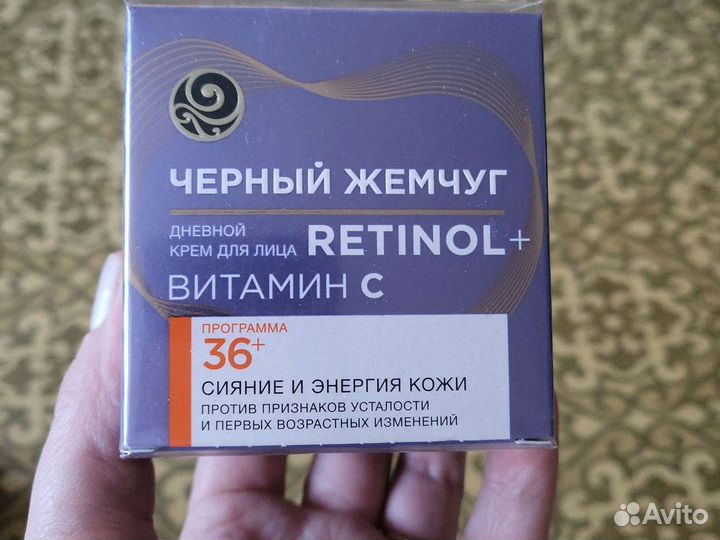 ЧЕРНЫЙ ЖЕМЧУГ
ДНЕВНОЙ
КРЕМ ДЛЯ ЛИЦА RETINOL+
ВИТАМИН С
ПРОГРАММА
36+
СИЯНИЕ И ЭНЕРГИЯ КОЖИ
ПРОТИВ ПРИЗНАКОВ УСТАЛОСТИ
И ПЕРВЫХ ВОЗРАСТНЫХ ИЗМЕНЕНИЙ
Avito